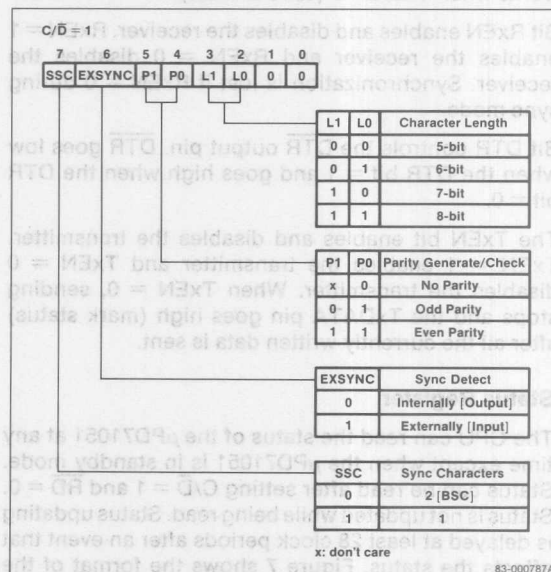 C/D = 1
7 6 5 4 3 2 1 0
SSC EXSYNC P1 P0 L1 L0 0 0
L1 L0 Character Length
0 0 5-bit
0 1 6-bit
1 0 7-bit
1 1 8-bit
P1 P0 Parity Generate/Check
x 0 No Parity
0 1 Odd Parity
1 1 Even Parity
EXSYNC Sync Detect
0 Internally [Output]
1 Externally [Input]
SSC Sync Characters
0 2 [BSC]
1 1
x: don't care
83-000787A